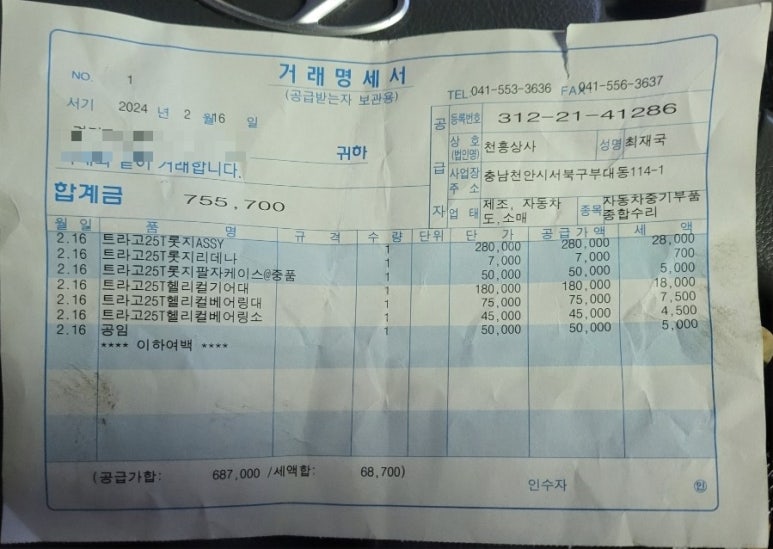 NO. 1
거래명세서
(공급받는자 보관용)
TEL 041-553-3636 FAX 041-556-3637
서기 2024 년 2 월 16 일
귀하
거래합니다.
합계금 755,700
공급자
등록번호 312-21-41286
상호(법인명) 천흥상사 성명 최재국
사업장주소 충남천안시서북구부대동114-1
업태 제조, 자동차도,소매 종목 자동차중기부품종합수리
월일 품명 규격 수량 단위 단가 공급가액 세액
2.16 트라고25T롯지ASSY 1 280,000 280,000 28,000
2.16 트라고25T롯지리데나 1 7,000 7,000 700
2.16 트라고25T롯지팔자케이스@중품 1 50,000 50,000 5,000
2.16 트라고25T헬리컬기어대 1 180,000 180,000 18,000
2.16 트라고25T헬리컬베어링대 1 75,000 75,000 7,500
2.16 트라고25T헬리컬베어링소 1 45,000 45,000 4,500
2.16 공임 1 50,000 50,000 5,000
**** 이하여백 ****
(공급가합: 687,000 /세액합: 68,700)
인수자 ㊞